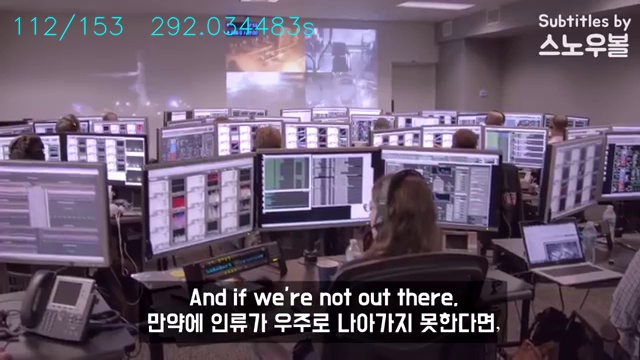 112/153 292.034483s
Subtitles by
스노우볼
And if we're not out there,
만약에 인류가 우주로 나아가지 못한다면,